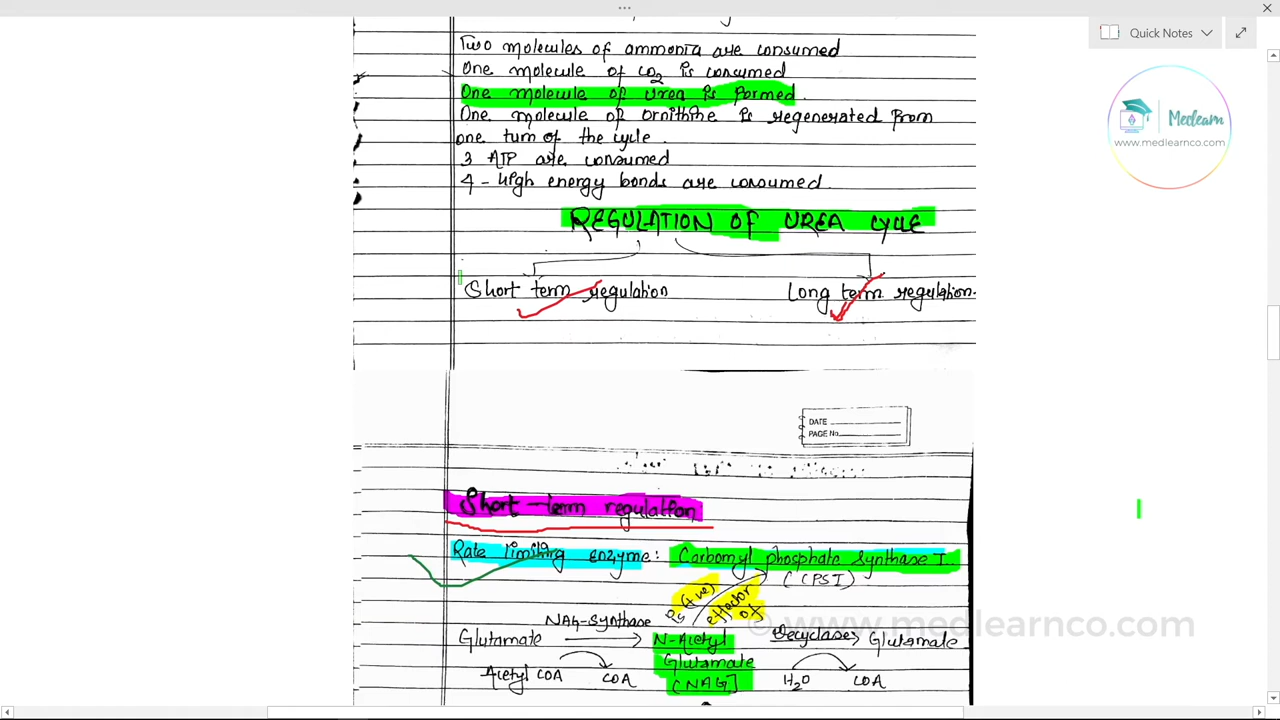 Quick Notes
Medlearn
www.medlearnco.com
Two molecules of ammonia are consumed
One molecule of CO2 is consumed
One molecule of urea is formed.
One molecule of ornithine is regenerated from
one turn of the cycle.
3 ATP are consumed
4 - high energy bonds are consumed.
REGULATION OF UREA CYCLE
Short term regulation
Long term regulation.
DATE
PAGE No.
Short-term regulation
Rate limiting enzyme: Carbomyl phosphate synthase I
(CPSI)
is (+ve)
effector
of
© www.medlearnco.com
NAG-synthase
Glutamate
N-Acetyl
Glutamate
[NAG]
Decyclase
Glutamate
Acetyl COA
COA
H2O
COA